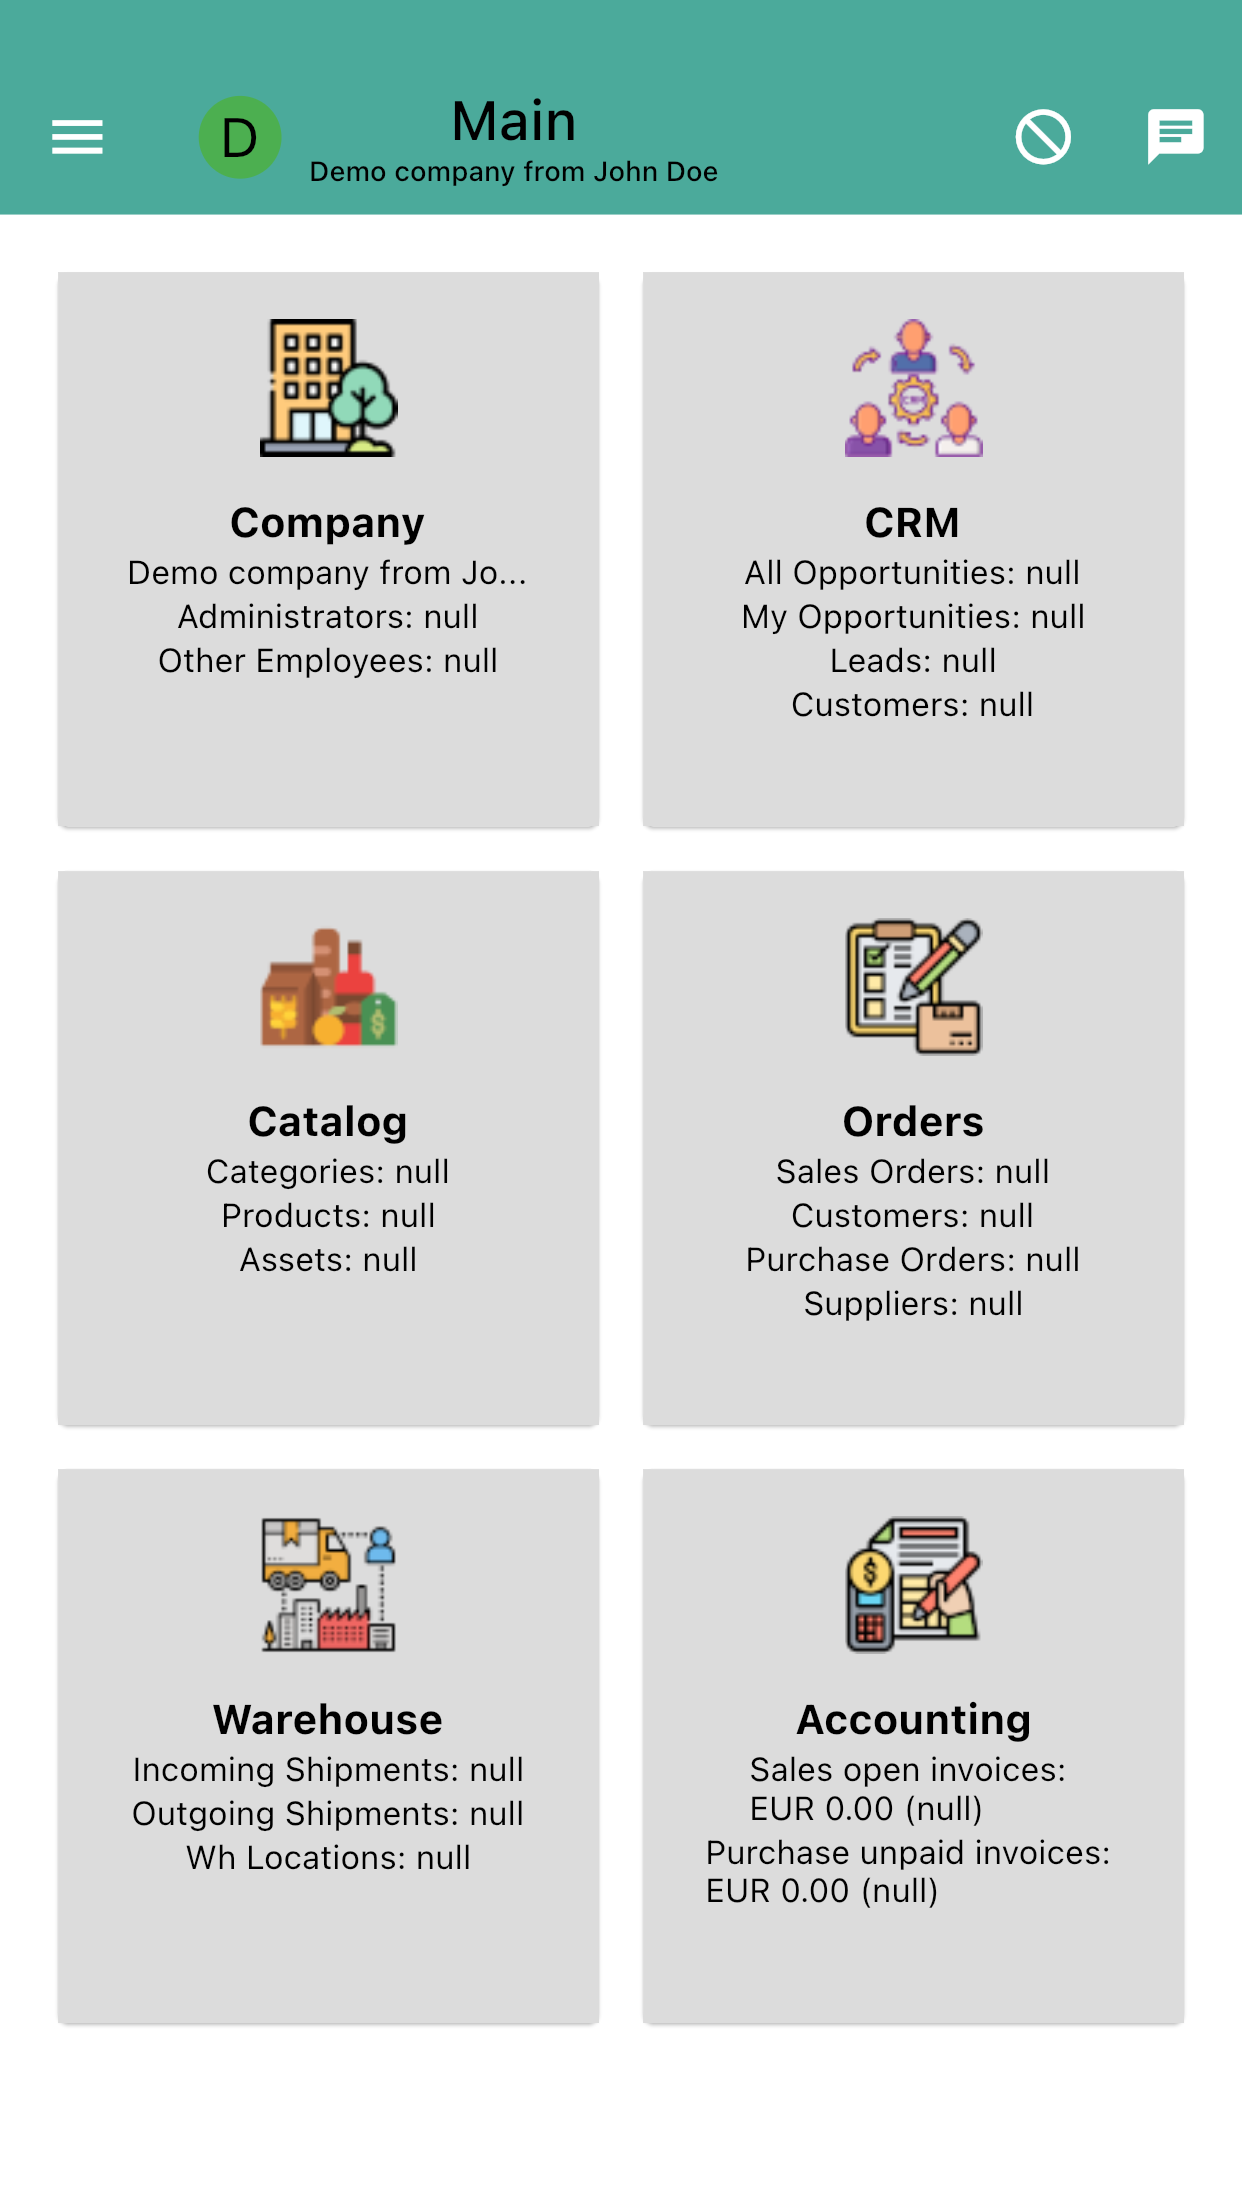 D
Main
Demo company from John Doe
Company
Demo company from Jo...
Administrators: null
Other Employees: null
CRM
CRM
All Opportunities: null
My Opportunities: null
Leads: null
Customers: null
Catalog
Categories: null
Products: null
Assets: null
Orders
Sales Orders: null
Customers: null
Purchase Orders: null
Suppliers: null
Warehouse
Incoming Shipments: null
Outgoing Shipments: null
Wh Locations: null
Accounting
Sales open invoices:
EUR 0.00 (null)
Purchase unpaid invoices:
EUR 0.00 (null)